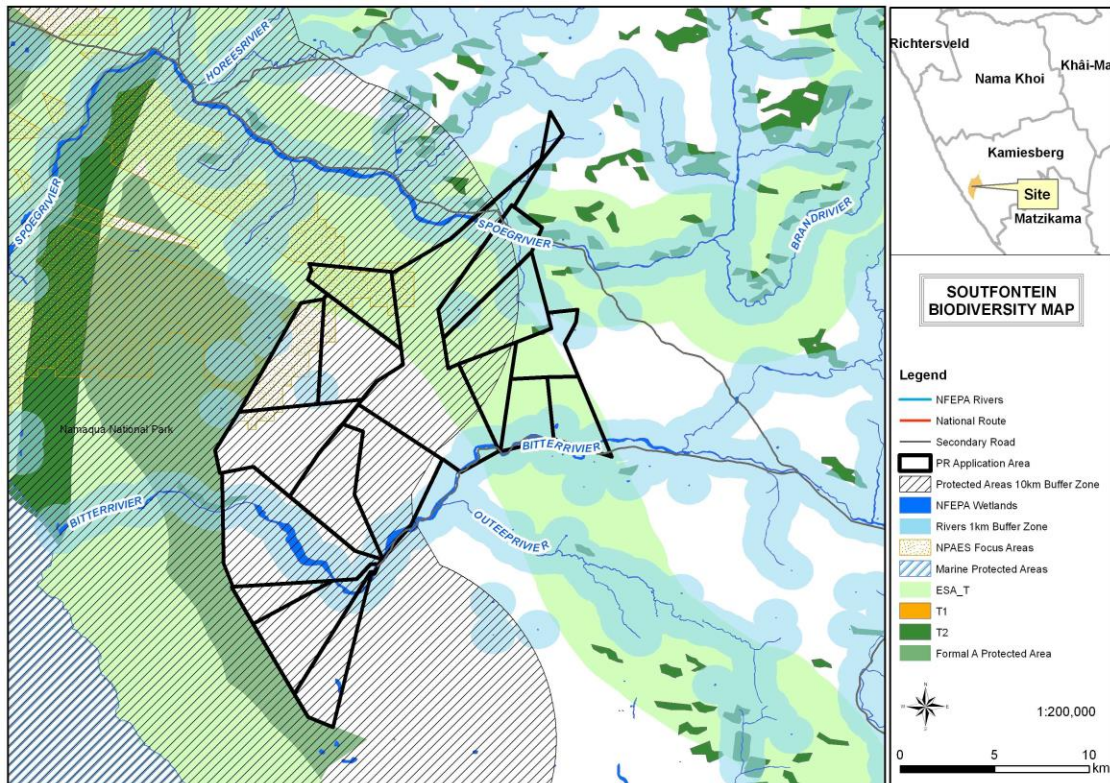 HOREESRIVIER
SPOEGRIVIER
SPOEGRIVIER
BRANDRIVIER
Namaqua National Park
BITTERRIVIER
BITTERRIVIER
OUTEEPRIVIER
Richtersveld
Khâi-Ma
Nama Khoi
Kamiesberg
Site
Matzikama
SOUTFONTEIN
BIODIVERSITY MAP
Legend
NFEPA Rivers
National Route
Secondary Road
PR Application Area
Protected Areas 10km Buffer Zone
NFEPA Wetlands
Rivers 1km Buffer Zone
NPAES Focus Areas
Marine Protected Areas
ESA_T
T1
T2
Formal A Protected Area
N
W E
S
1:200,000
0 5 10
km